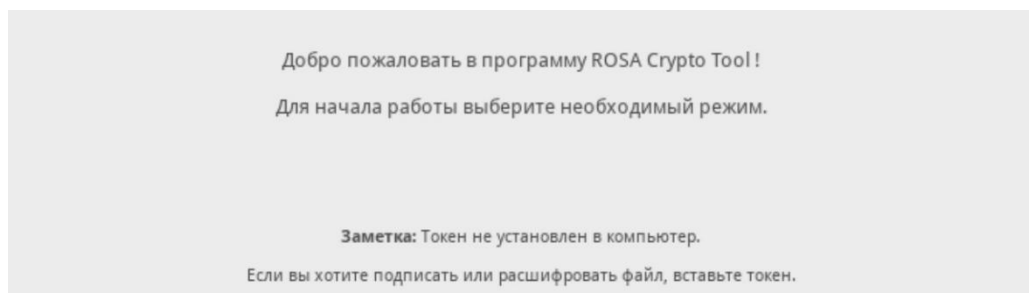 Добро пожаловать в программу ROSA Crypto Tool !
Для начала работы выберите необходимый режим.
Заметка: Токен не установлен в компьютер.
Если вы хотите подписать или расшифровать файл, вставьте токен.